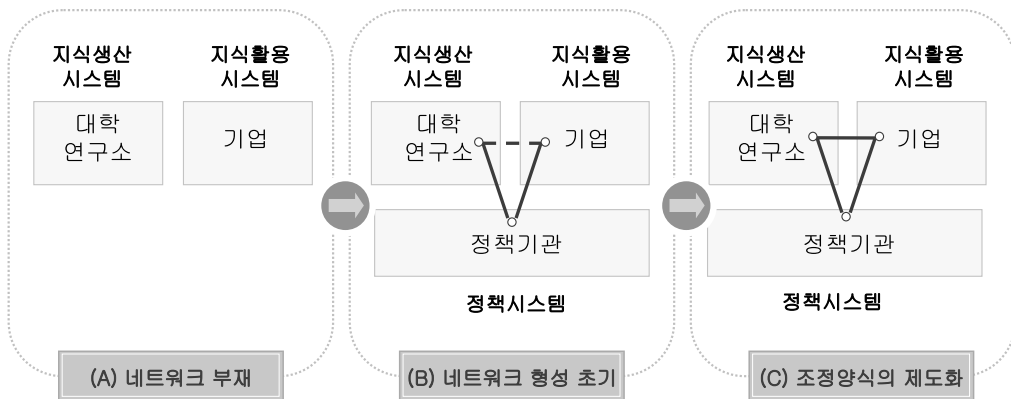 지식생산
시스템
지식활용
시스템
대학
연구소
기업
(A) 네트워크 부재
지식생산
시스템
지식활용
시스템
대학
연구소
기업
정책기관
정책시스템
(B) 네트워크 형성 초기
지식생산
시스템
지식활용
시스템
대학
연구소
기업
정책기관
정책시스템
(C) 조정양식의 제도화